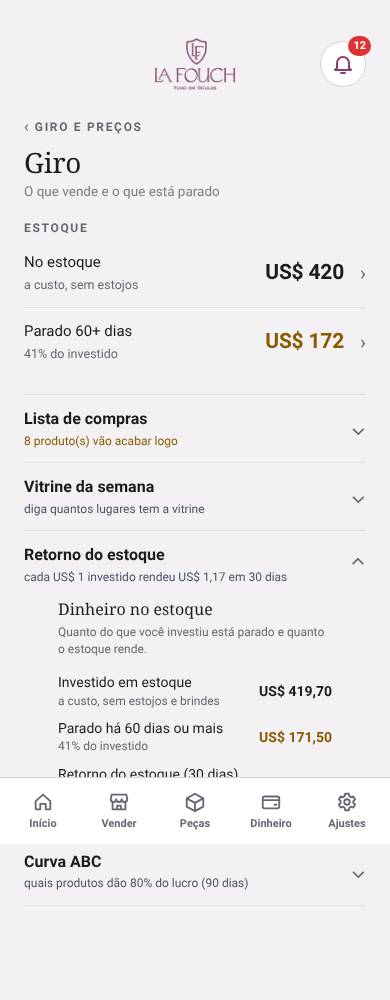 LA FOUCH
TUDO EM ÓCULOS
12
‹ GIRO E PREÇOS
Giro
O que vende e o que está parado
ESTOQUE
No estoque
a custo, sem estojos
US$ 420 ›
Parado 60+ dias
41% do investido
US$ 172 ›
Lista de compras
8 produto(s) vão acabar logo
Vitrine da semana
diga quantos lugares tem a vitrine
Retorno do estoque
cada US$ 1 investido rendeu US$ 1,17 em 30 dias
Dinheiro no estoque
Quanto do que você investiu está parado e quanto
o estoque rende.
Investido em estoque
a custo, sem estojos e brindes
US$ 419,70
Parado há 60 dias ou mais
41% do investido
US$ 171,50
Retorno do estoque (30 dias)
Início
Vender
Peças
Dinheiro
Ajustes
Curva ABC
quais produtos dão 80% do lucro (90 dias)